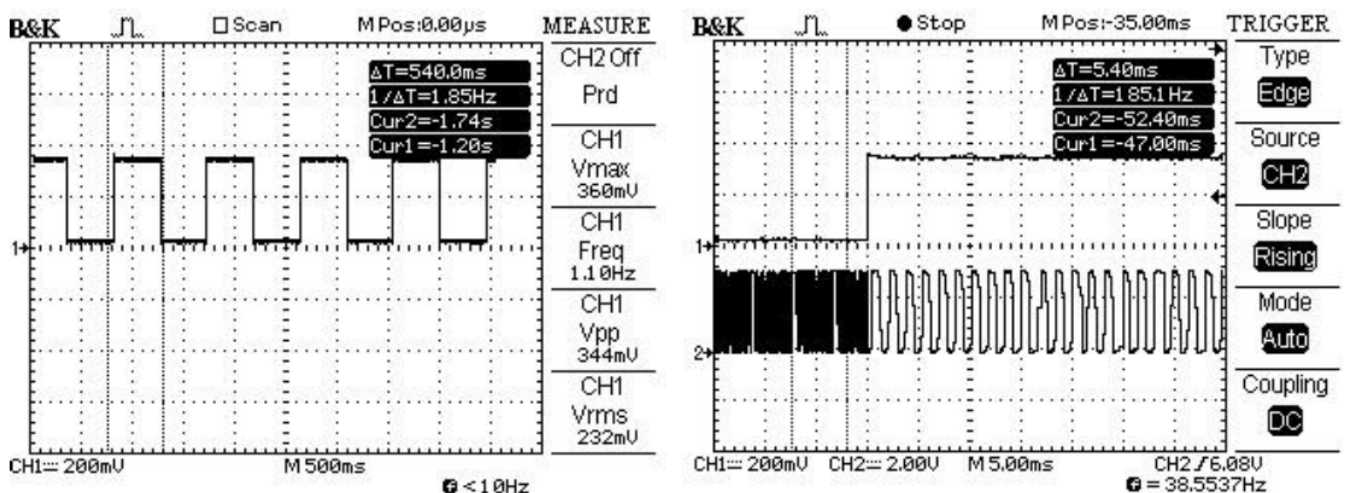 B&K Scan M Pos:0.00μs MEASURE
ΔT=540.0ms
1/ΔT=1.85Hz
Cur2=-1.74s
Cur1=-1.20s
CH2 Off
Prd
CH1
Vmax
360mV
CH1
Freq
1.10Hz
CH1
Vpp
344mV
CH1
Vrms
232mV
1
CH1 200mV M 500ms
<10Hz
B&K Stop M Pos:-35.00ms TRIGGER
ΔT=5.40ms
1/ΔT=185.1Hz
Cur2=-52.40ms
Cur1=-47.00ms
Type
Edge
Source
CH2
Slope
Rising
Mode
Auto
Coupling
DC
1
2
CH1 200mV CH2 2.00V M 5.00ms CH2 6.08V
= 38.5537Hz